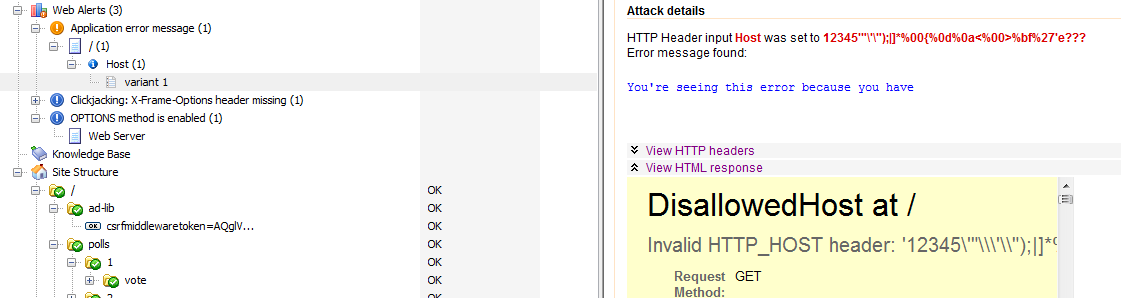 Web Alerts (3)
Application error message (1)
/ (1)
Host (1)
variant 1
Clickjacking: X-Frame-Options header missing (1)
OPTIONS method is enabled (1)
Web Server
Knowledge Base
Site Structure
/ OK
ad-lib OK
OK csrfmiddlewaretoken=AQglV... OK
polls OK
1 OK
vote OK
2 OK
Attack details
HTTP Header input Host was set to 12345'"\'\");|]*%00{%0d%0a<%00>%bf%27'e???
Error message found:
You're seeing this error because you have
View HTTP headers
View HTML response
DisallowedHost at /
Invalid HTTP_HOST header: '12345\'"\\\'\\");|]*%
Request GET
Method: